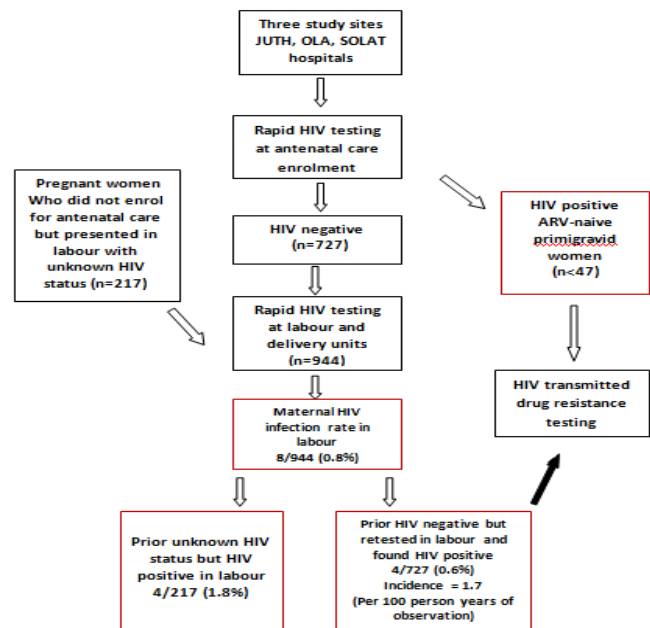 Three study sites
JUTH, OLA, SOLAT
hospitals
Rapid HIV testing
at antenatal care
enrolment
Pregnant women
Who did not enrol
for antenatal care
but presented in
labour with
unknown HIV
status (n=217)
HIV negative
(n=727)
HIV positive
ARV-naive
primigravid
women
(n<47)
Rapid HIV testing
at labour and
delivery units
(n=944)
HIV transmitted
drug resistance
testing
Maternal HIV
infection rate in
labour
8/944 (0.8%)
Prior unknown HIV
status but HIV
positive in labour
4/217 (1.8%)
Prior HIV negative but
retested in labour and
found HIV positive
4/727 (0.6%)
Incidence = 1.7
(Per 100 person years of
observation)